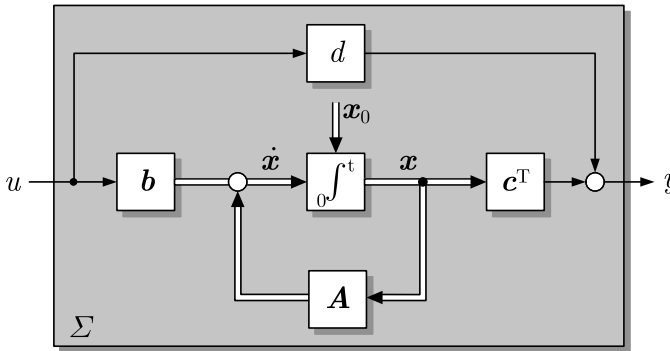 d
x₀
u
b
ẋ
₀∫ᵗ
x
cᵀ
y
A
Σ